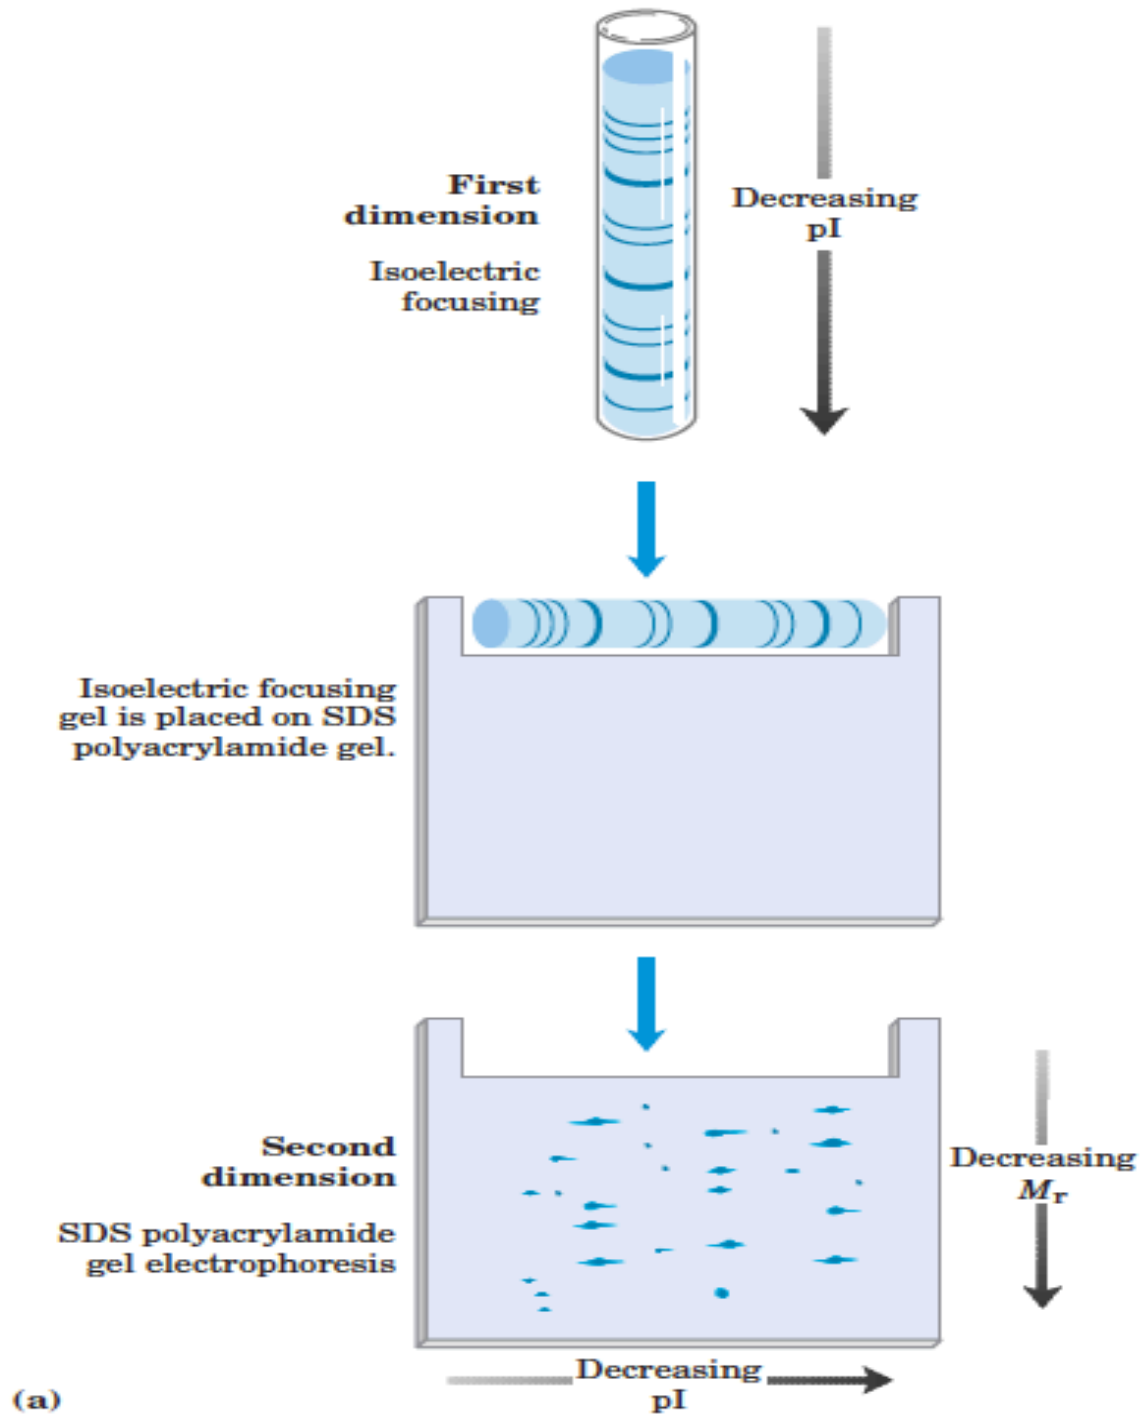 First
dimension
Isoelectric
focusing
Decreasing
pI
Isoelectric focusing
gel is placed on SDS
polyacrylamide gel.
Second
dimension
SDS polyacrylamide
gel electrophoresis
Decreasing
Mr
Decreasing
pI
(a)